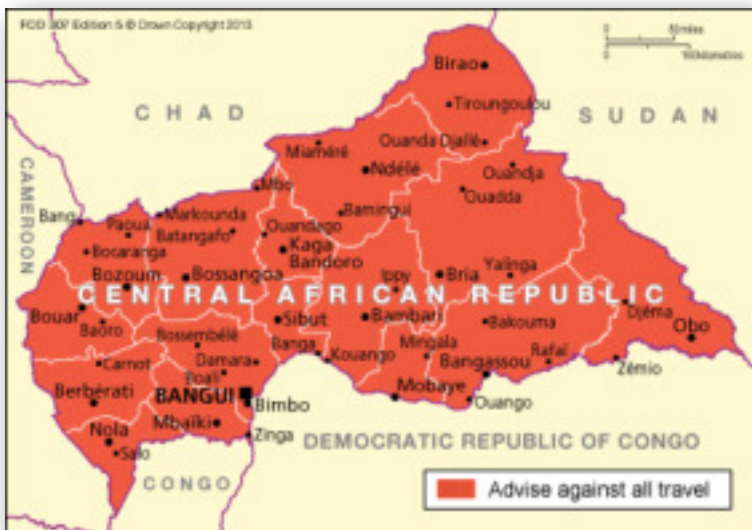 FCO 307 Edition 5 © Crown Copyright 2013
Birao
CHAD
Tiroungoulou
SUDAN
Ouanda Djallé
Miaméré
Ndélé
Ouandja
Mbo
Ouadda
CAMEROON
Bang
Markounda
Bamingui
Paoua
Batangafo
Ouandago
Bocaranga
Kaga
Bandoro
Bozoum
Bossangoa
Ippy
Bria
Yalinga
CENTRAL AFRICAN REPUBLIC
Bouar
Sibut
Bambari
Djéma
Baoro
Bakouma
Obo
Bossembélé
Banga
Mingala
Kouango
Carnot
Damara
Bangassou
Rafaï
Zémio
Boali
Berbérati
BANGUI
Bimbo
Mobaye
Ouango
Mbaïki
Nola
Zinga
DEMOCRATIC REPUBLIC OF CONGO
Salo
CONGO
Advise against all travel